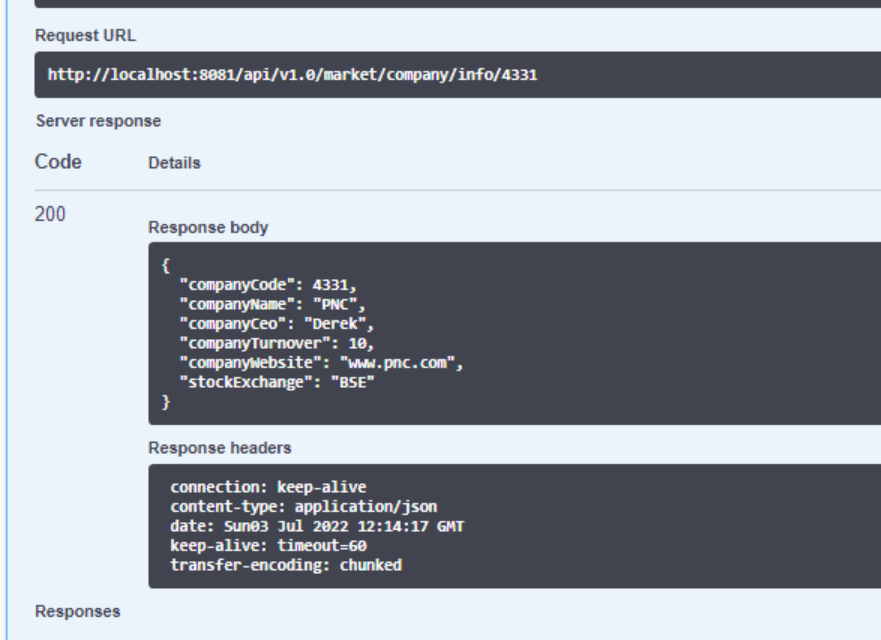 Request URL
http://localhost:8081/api/v1.0/market/company/info/4331
Server response
Code Details
200
Response body
{
"companyCode": 4331,
"companyName": "PNC",
"companyCeo": "Derek",
"companyTurnover": 10,
"companyWebsite": "www.pnc.com",
"stockExchange": "BSE"
}
Response headers
connection: keep-alive
content-type: application/json
date: Sun03 Jul 2022 12:14:17 GMT
keep-alive: timeout=60
transfer-encoding: chunked
Responses